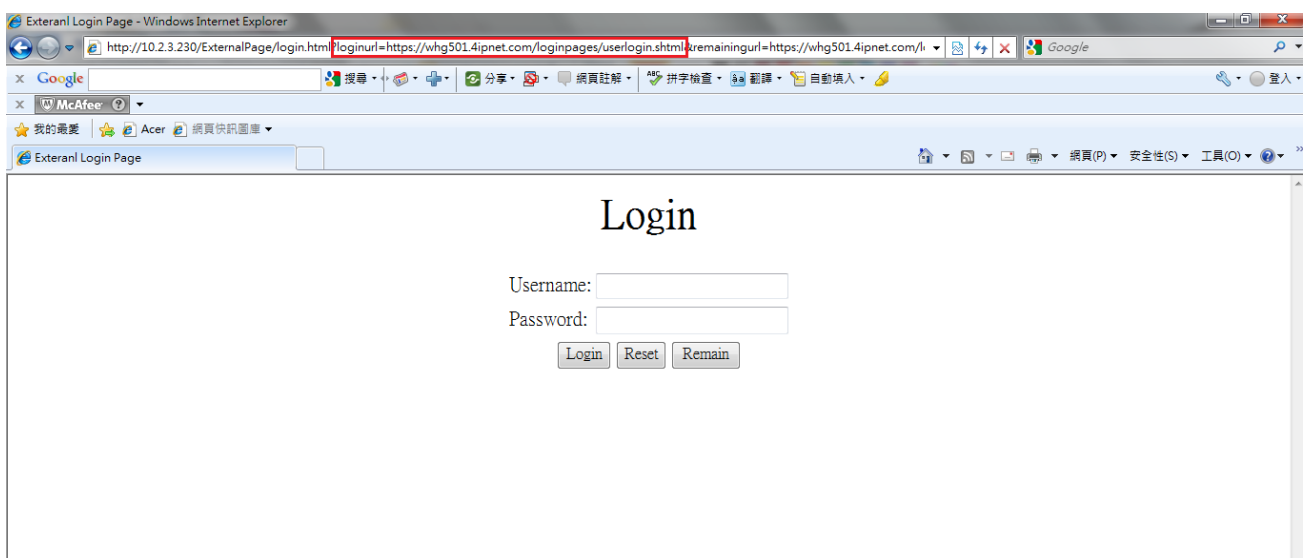 Exteranl Login Page - Windows Internet Explorer
http://10.2.3.230/ExternalPage/login.html?loginurl=https://whg501.4ipnet.com/loginpages/userlogin.shtml&remainingurl=https://whg501.4ipnet.com/l Google
x Google 搜尋 分享 網頁註解 ABC 拼字檢查 翻譯 自動填入 登入
x McAfee ?
我的最愛 Acer 網頁快訊圖庫
Exteranl Login Page 網頁(P) 安全性(S) 工具(O) ? »
Login
Username:
Password:
Login Reset Remain